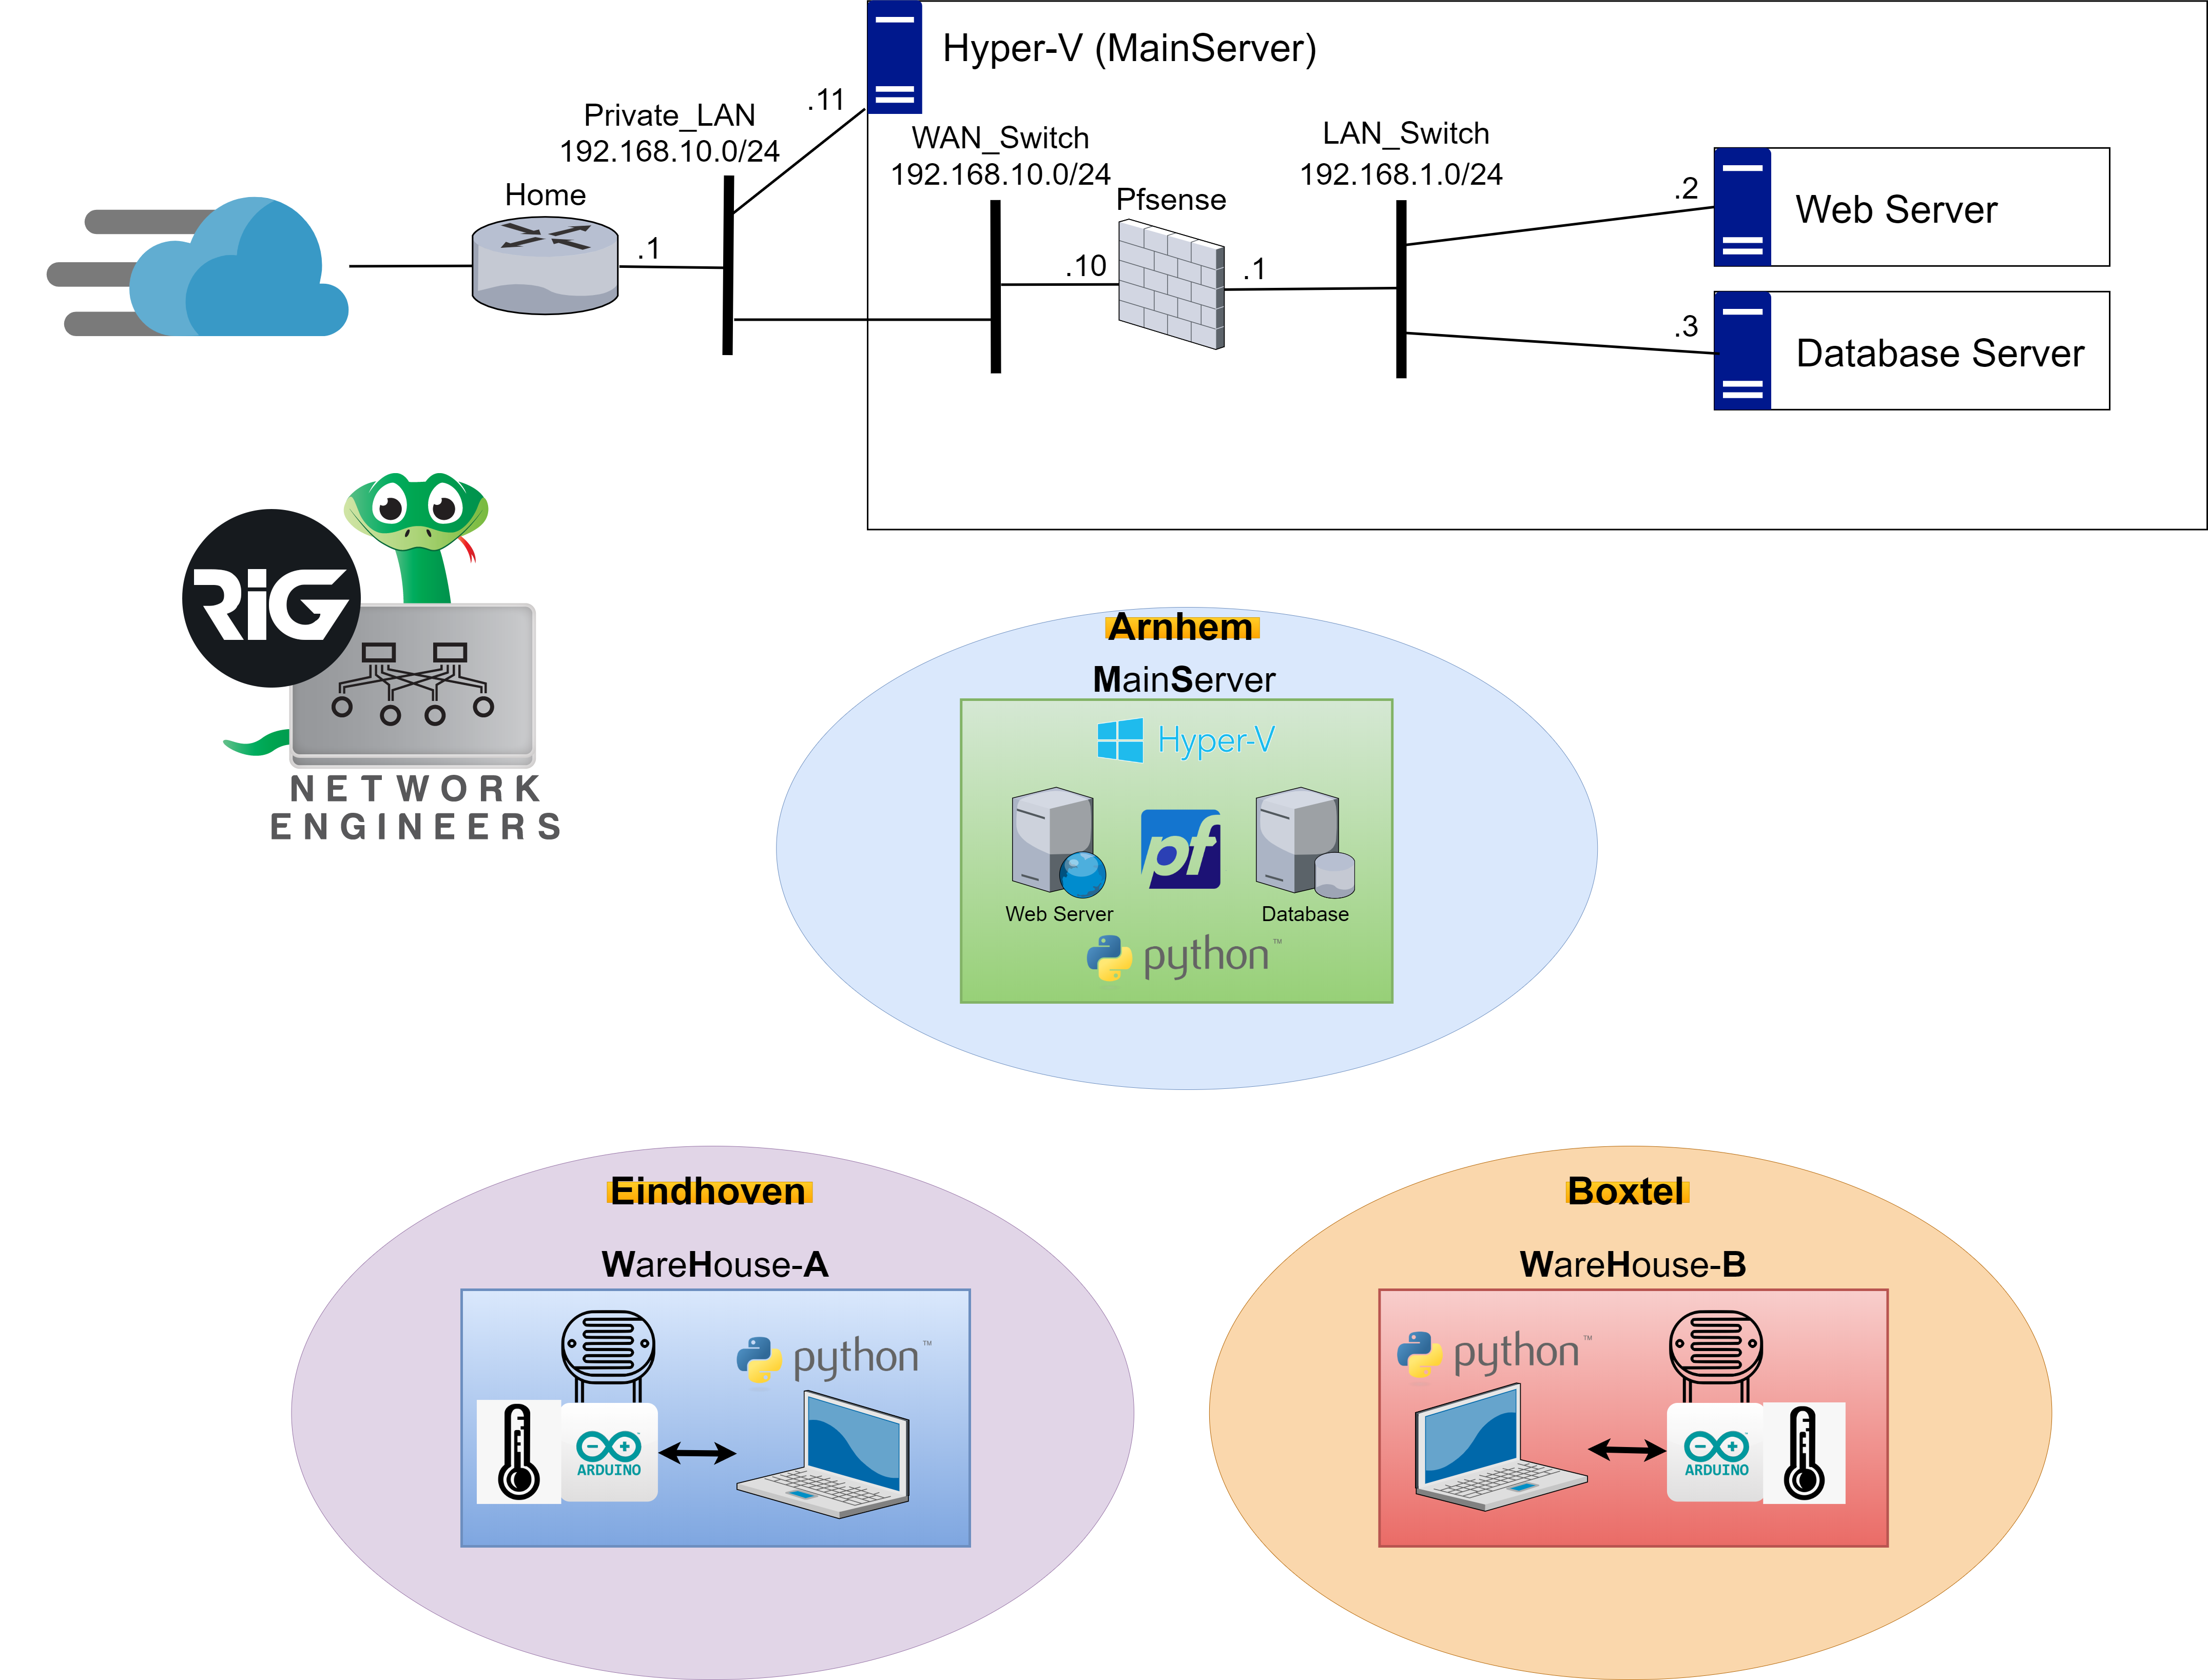 Hyper-V (MainServer)
.11
Private_LAN
192.168.10.0/24
WAN_Switch
192.168.10.0/24
LAN_Switch
192.168.1.0/24
Home
.1
Pfsense
.10
.1
.2
Web Server
.3
Database Server
RiG
NETWORK
ENGINEERS
Arnhem
MainServer
Hyper-V
pf
Web Server
Database
python™
Eindhoven
WareHouse-A
python™
ARDUINO
Boxtel
WareHouse-B
python™
ARDUINO